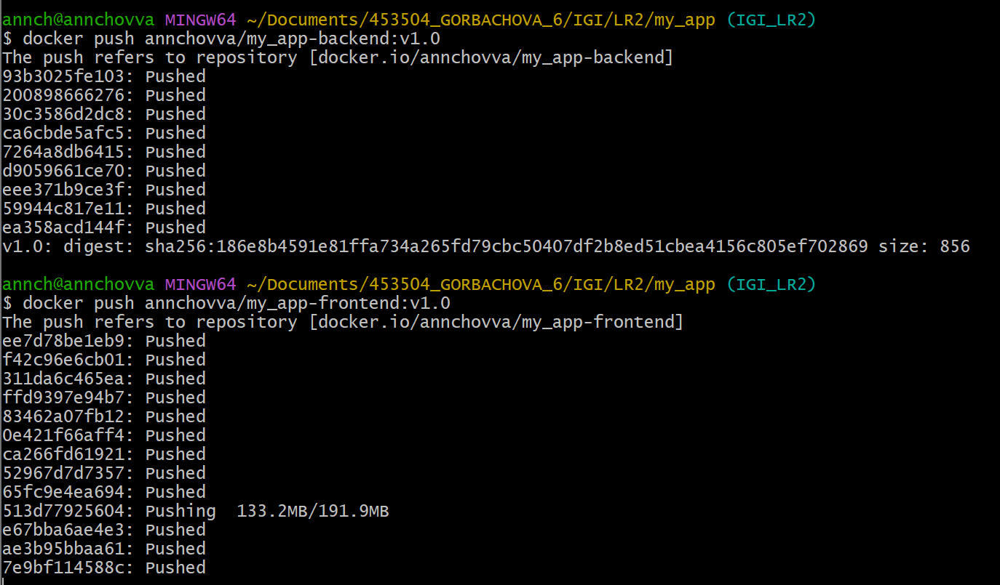 annch@annchovva MINGW64 ~/Documents/453504_GORBACHOVA_6/IGI/LR2/my_app (IGI_LR2)
$ docker push annchovva/my_app-backend:v1.0
The push refers to repository [docker.io/annchovva/my_app-backend]
93b3025fe103: Pushed
200898666276: Pushed
30c3586d2dc8: Pushed
ca6cbde5afc5: Pushed
7264a8db6415: Pushed
d9059661ce70: Pushed
eee371b9ce3f: Pushed
59944c817e11: Pushed
ea358acd144f: Pushed
v1.0: digest: sha256:186e8b4591e81ffa734a265fd79cbc50407df2b8ed51cbea4156c805ef702869 size: 856
annch@annchovva MINGW64 ~/Documents/453504_GORBACHOVA_6/IGI/LR2/my_app (IGI_LR2)
$ docker push annchovva/my_app-frontend:v1.0
The push refers to repository [docker.io/annchovva/my_app-frontend]
ee7d78be1eb9: Pushed
f42c96e6cb01: Pushed
311da6c465ea: Pushed
ffd9397e94b7: Pushed
83462a07fb12: Pushed
0e421f66aff4: Pushed
ca266fd61921: Pushed
52967d7d7357: Pushed
65fc9e4ea694: Pushed
513d77925604: Pushing  133.2MB/191.9MB
e67bba6ae4e3: Pushed
ae3b95bbaa61: Pushed
7e9bf114588c: Pushed